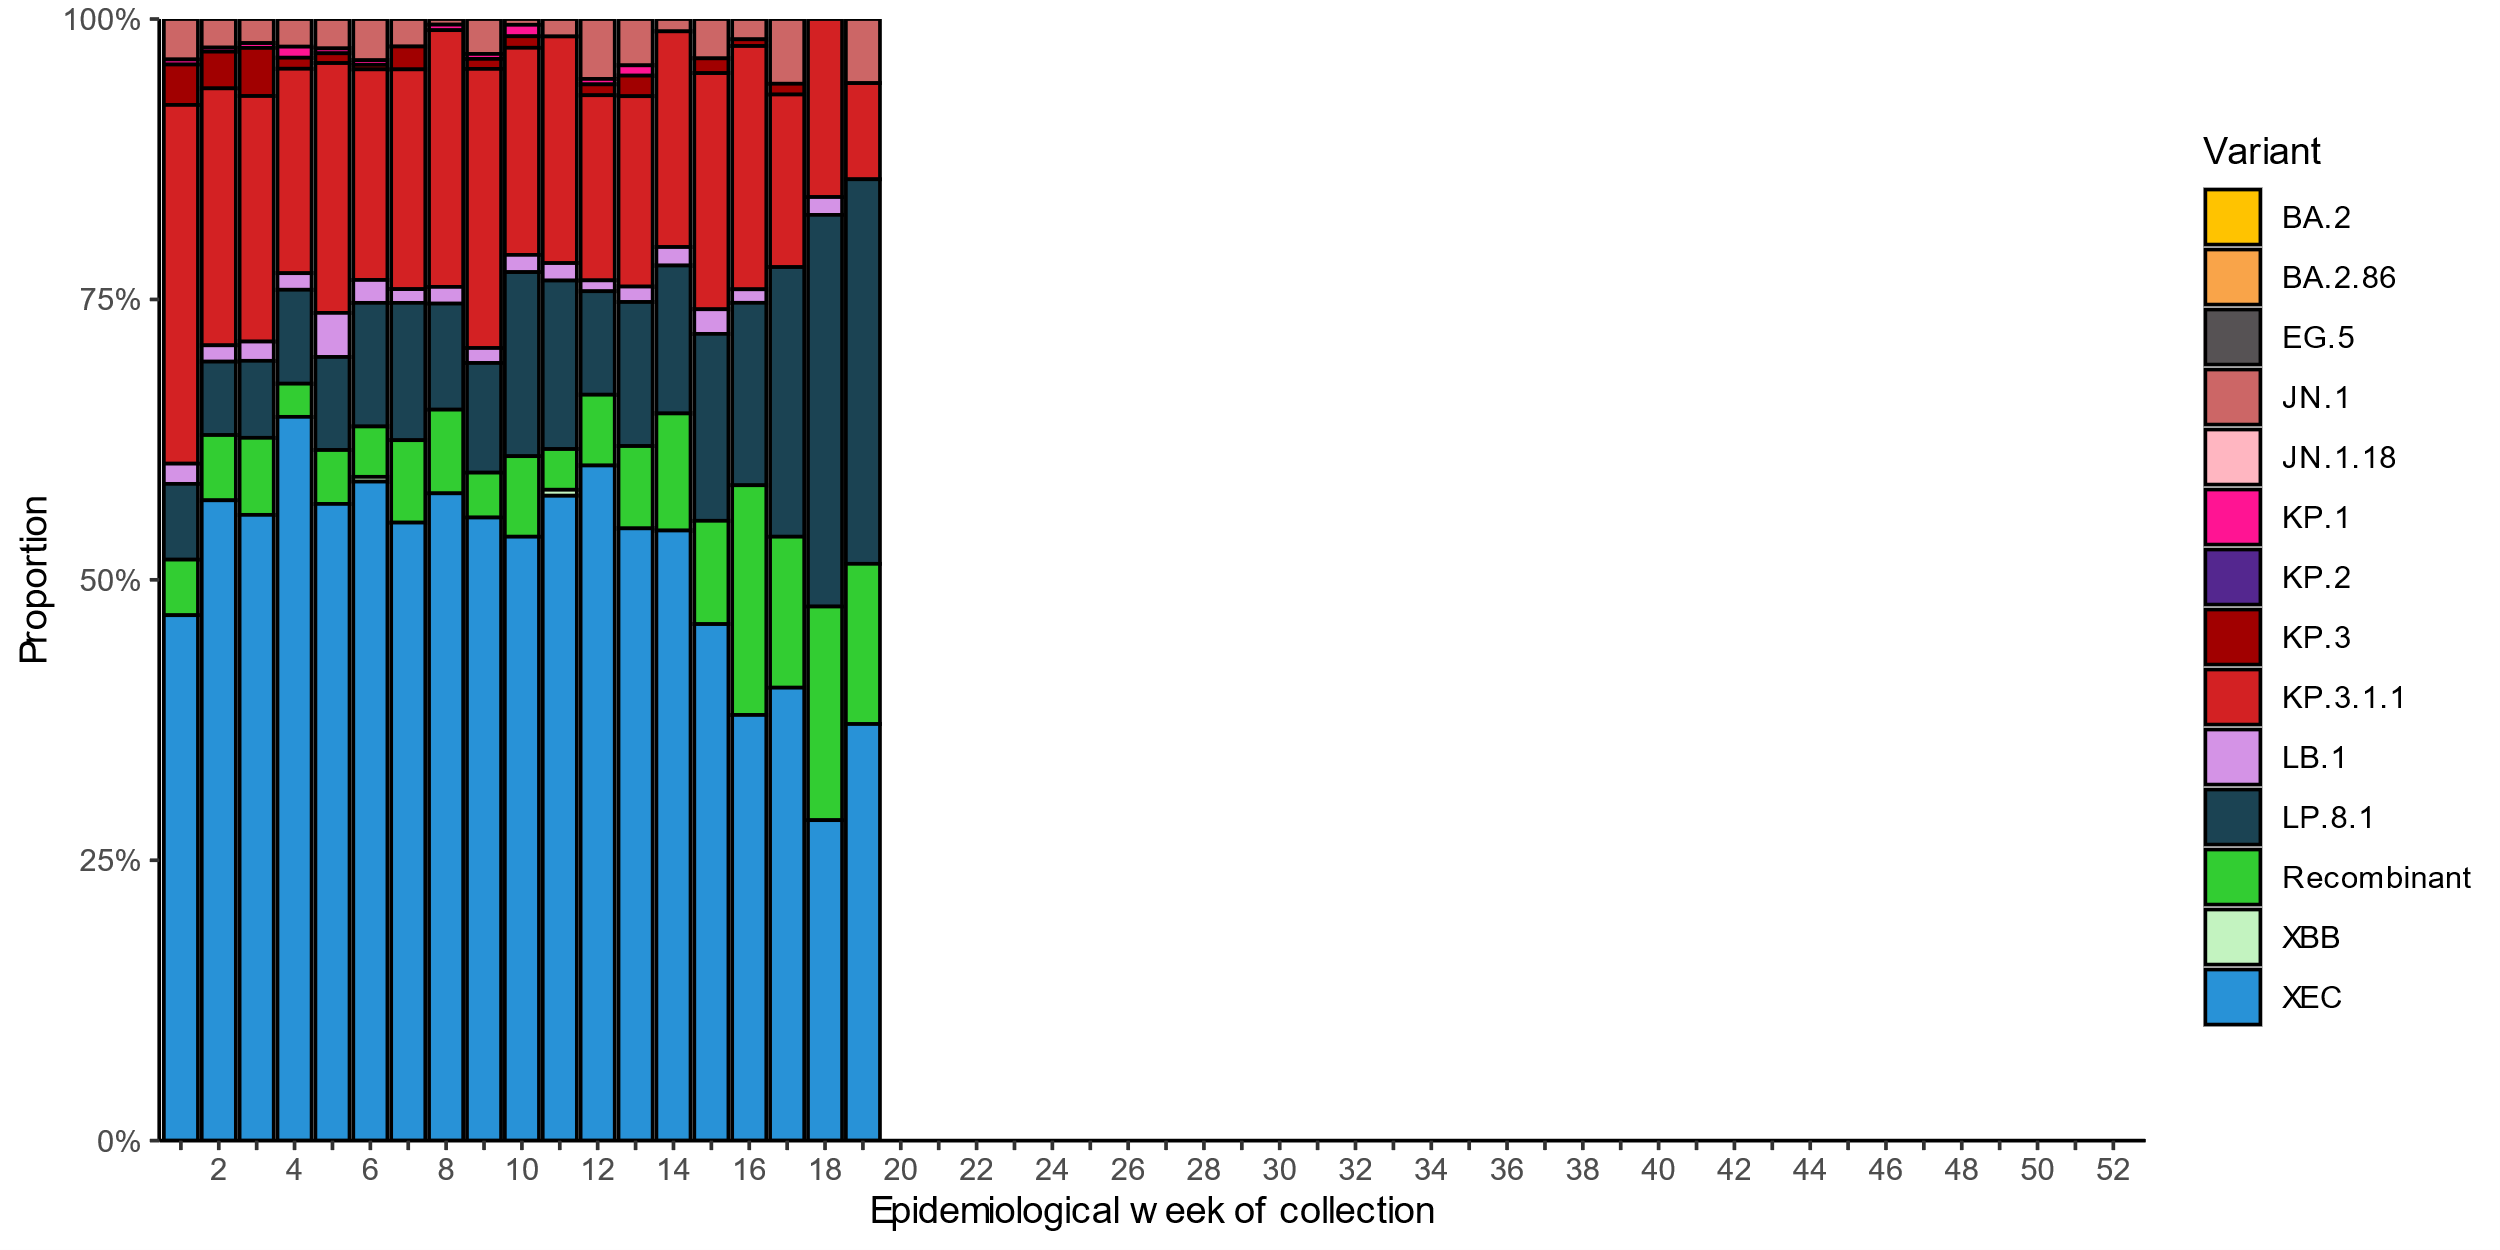 100%
75%
50%
25%
0%
Proportion
2 4 6 8 10 12 14 16 18 20 22 24 26 28 30 32 34 36 38 40 42 44 46 48 50 52
Epidemiological week of collection
Variant
BA.2
BA.2.86
EG.5
JN.1
JN.1.18
KP.1
KP.2
KP.3
KP.3.1.1
LB.1
LP.8.1
Recombinant
XBB
XEC